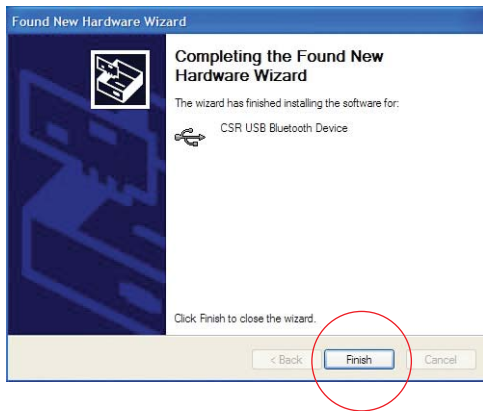 Found New Hardware Wizard
Completing the Found New
Hardware Wizard
The wizard has finished installing the software for:
CSR USB Bluetooth Device
Click Finish to close the wizard.
< Back
Finish
Cancel